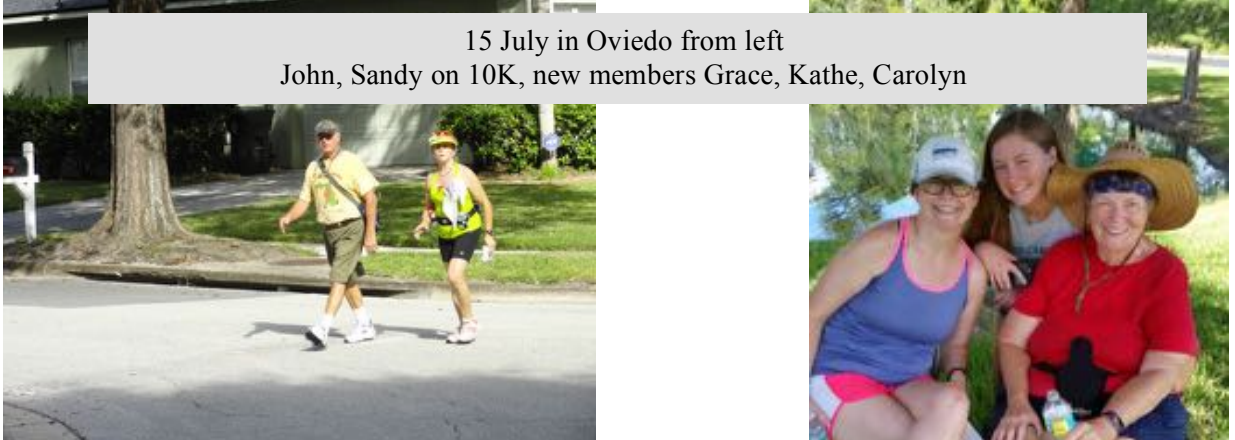 15 July in Oviedo from left
John, Sandy on 10K, new members Grace, Kathe, Carolyn